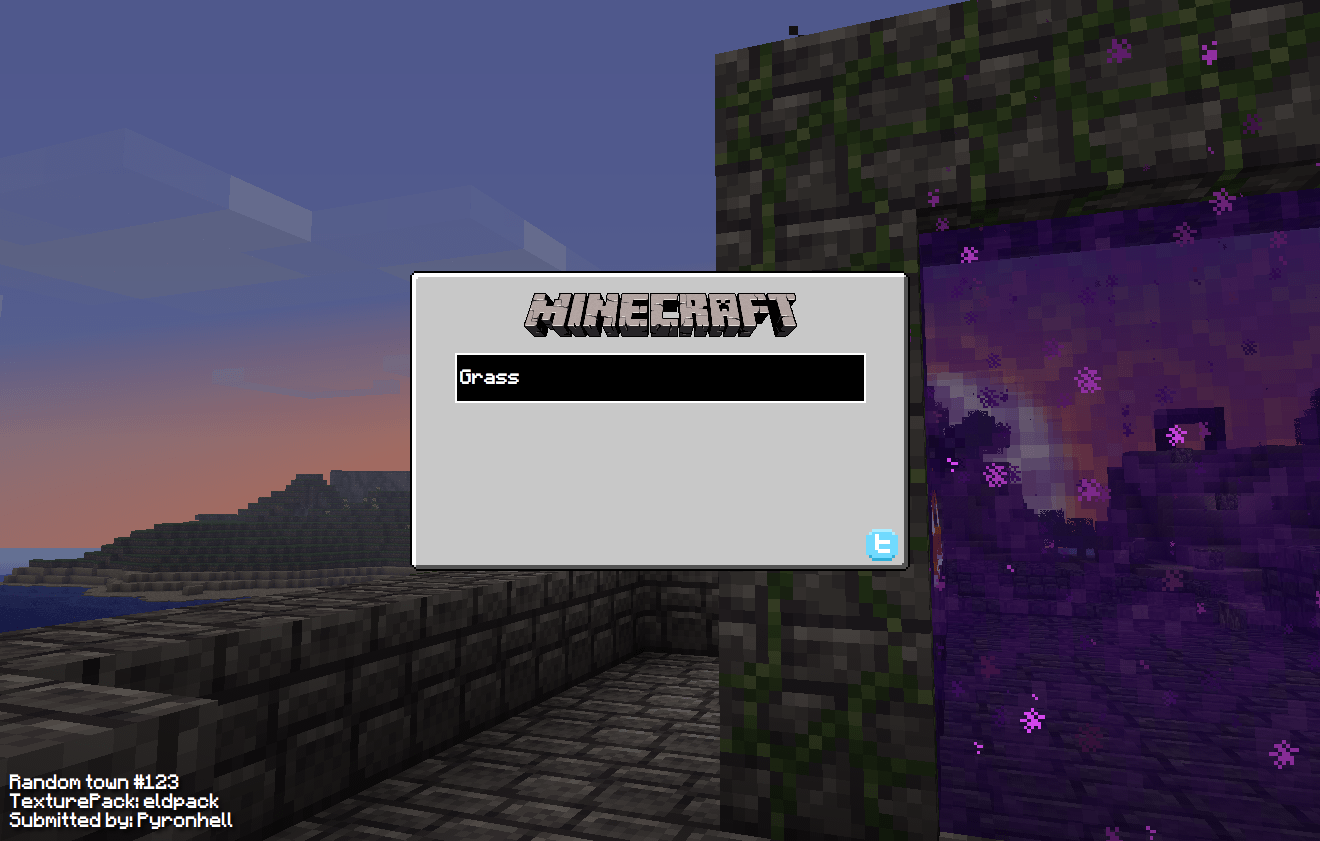 MINECRAFT
Grass
t
Random town #123
TexturePack: eldpack
Submitted by: Pyronhell